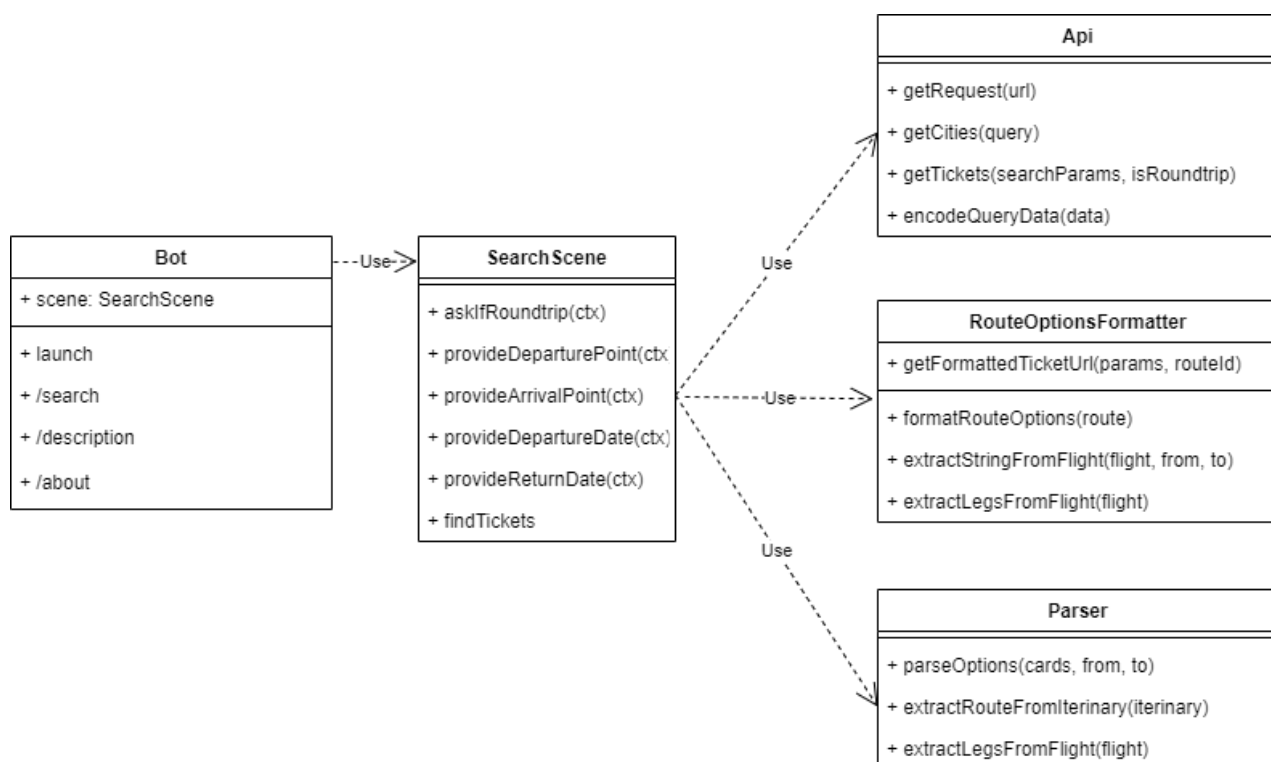 Bot
+ scene: SearchScene
+ launch
+ /search
+ /description
+ /about
Use
SearchScene
+ askIfRoundtrip(ctx)
+ provideDeparturePoint(ctx
+ provideArrivalPoint(ctx)
+ provideDepartureDate(ctx)
+ provideReturnDate(ctx)
+ findTickets
Use
Use
Use
Api
+ getRequest(url)
+ getCities(query)
+ getTickets(searchParams, isRoundtrip)
+ encodeQueryData(data)
RouteOptionsFormatter
+ getFormattedTicketUrl(params, routeId)
+ formatRouteOptions(route)
+ extractStringFromFlight(flight, from, to)
+ extractLegsFromFlight(flight)
Parser
+ parseOptions(cards, from, to)
+ extractRouteFromIterinary(iterinary)
+ extractLegsFromFlight(flight)